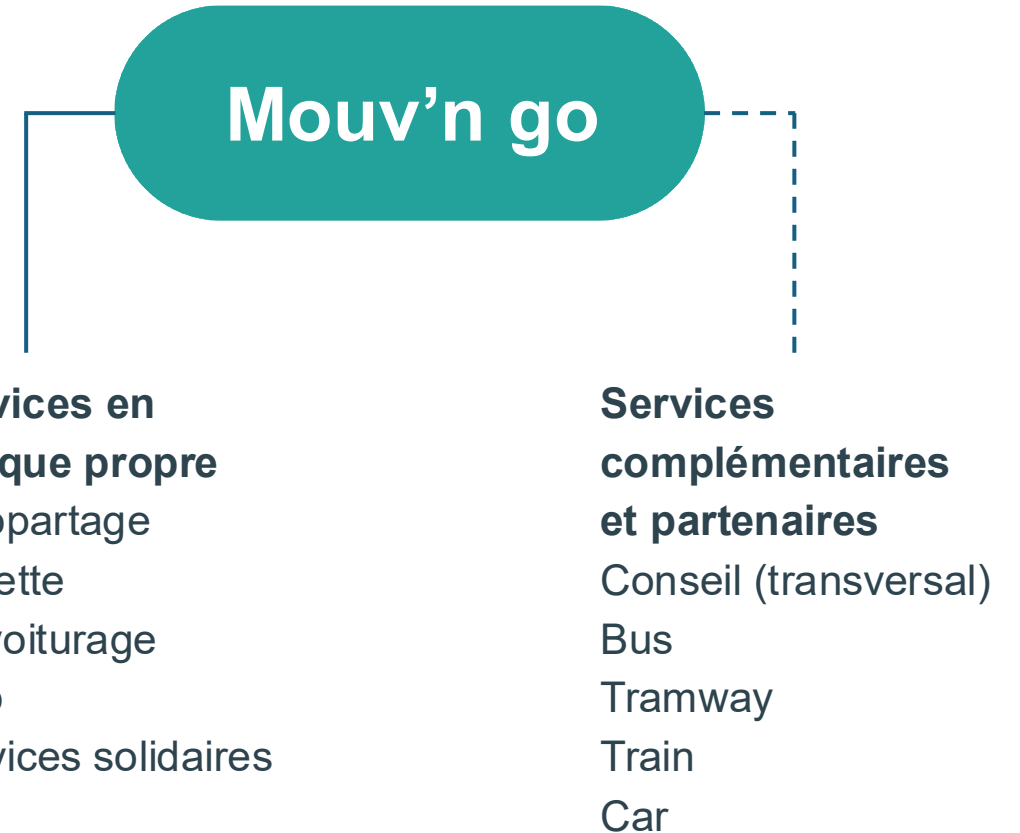 Mouv’n go
vices en
que propre
opartage
ette
voiturage
vices solidaires
Services
complémentaires
et partenaires
Conseil (transversal)
Bus
Tramway
Train
Car